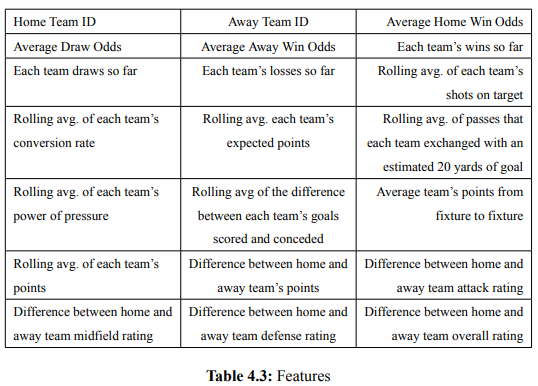 Home Team ID Away Team ID Average Home Win Odds
Average Draw Odds Average Away Win Odds Each team's wins so far
Each team draws so far Each team's losses so far Rolling avg. of each team's
shots on target
Rolling avg. of each team's Rolling avg. each team's Rolling avg. of passes that
conversion rate expected points each team exchanged with an
estimated 20 yards of goal
Rolling avg. of each team's Rolling avg of the difference Average team's points from
power of pressure between each team's goals fixture to fixture
scored and conceded
Rolling avg. of each team's Difference between home and Difference between home and
points away team's points away team attack rating
Difference between home and Difference between home and Difference between home and
away team midfield rating away team defense rating away team overall rating
Table 4.3: Features